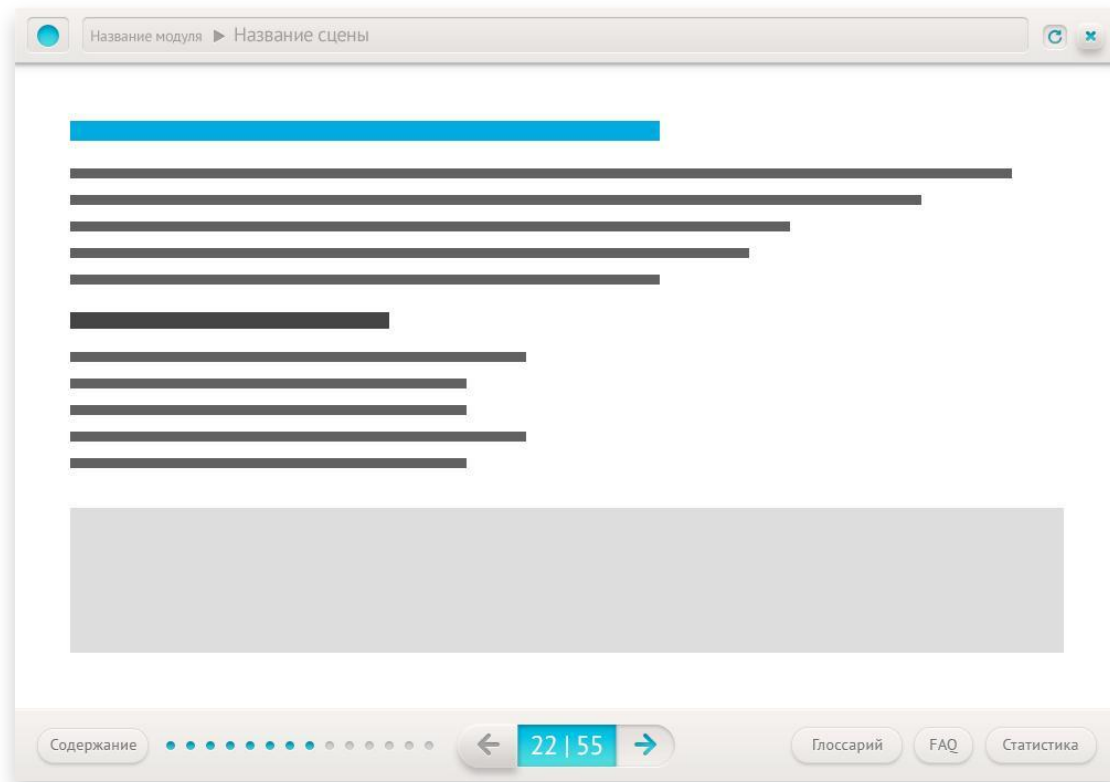 Название модуля ▶ Название сцены
Содержание
22 | 55
Глоссарий
FAQ
Статистика